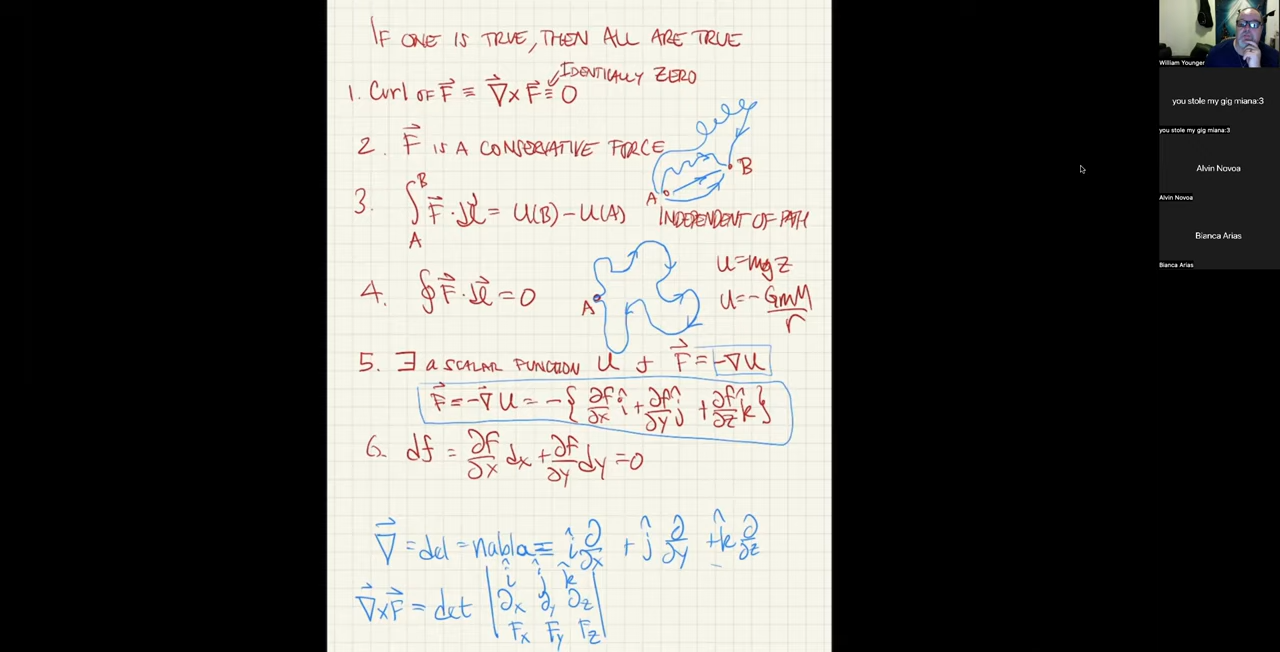 IF ONE IS TRUE, THEN ALL ARE TRUE
IDENTICALLY ZERO
1. Curl OF F⃗ ≡ ∇⃗ x F⃗ ≡ 0
2. F⃗ IS A CONSERVATIVE FORCE
A B
3. ∫_A^B F⃗ · dl⃗ = U(B) – U(A) INDEPENDENT OF PATH
U = mgz
4. ∮ F⃗ · dl⃗ = 0 A U = – GmM/r
5. ∃ a SCALAR FUNCTION U ∋ F⃗ = -∇U
F⃗ = -∇⃗ U = -{ ∂f/∂x î + ∂f/∂y ĵ + ∂f/∂z k̂ }
6. df = ∂f/∂x dx + ∂f/∂y dy = 0
∇⃗ = del = nabla = î ∂/∂x + ĵ ∂/∂y + k̂ ∂/∂z
∇⃗ x F⃗ = det | î ĵ k̂
∂x ∂y ∂z
Fx Fy Fz |
William Younger
you stole my gig miana:3
you stole my gig miana:3
Alvin Novoa
Alvin Novoa
Bianca Arias
Bianca Arias